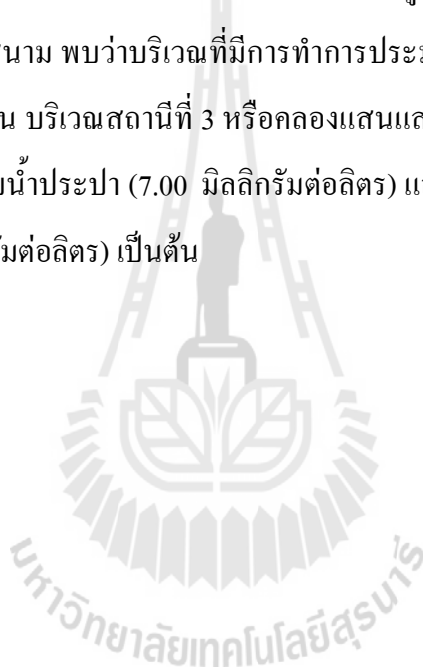 นาม พบว่าบริเวณที่มีการทำการประม
น บริเวณสถานีที่ 3 หรือคลองแสนแส
น้ำประปา (7.00 มิลลิกรัมต่อลิตร) แ
มต่อลิตร) เป็นต้น
มหาวิทยาลัยเทคโนโลยีสุรนารี